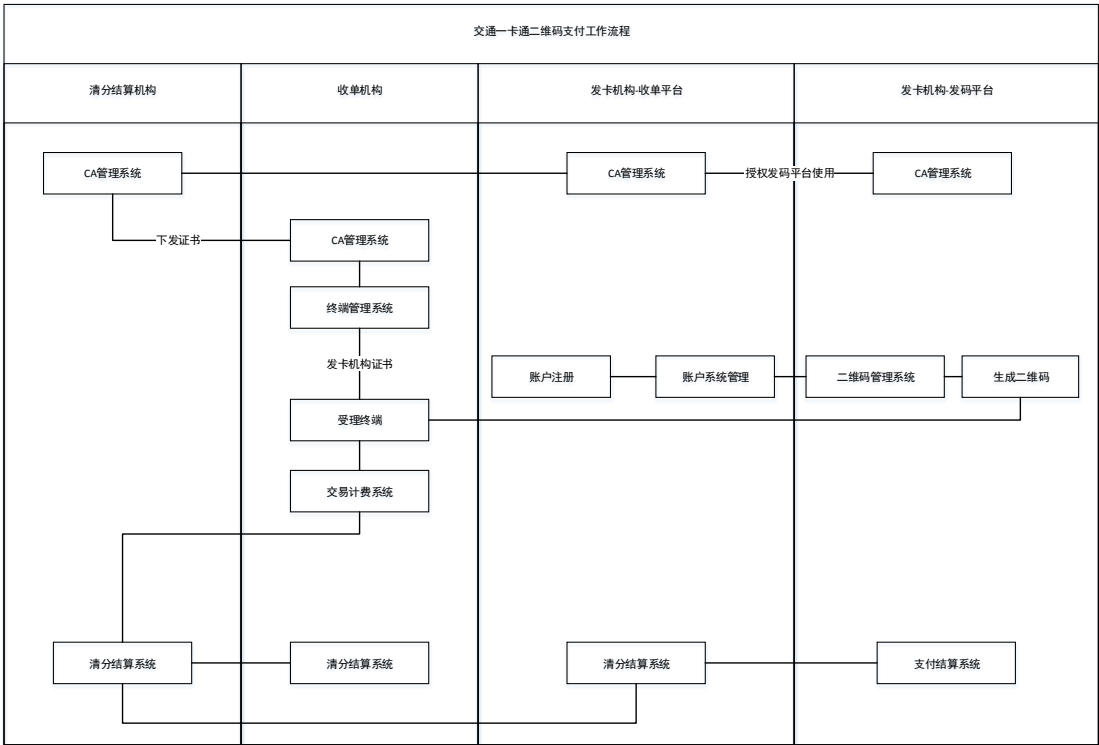 交通一卡通二维码支付工作流程
清分结算机构
收单机构
发卡机构-收单平台
发卡机构-发码平台
CA管理系统
CA管理系统
授权发码平台使用
CA管理系统
下发证书
CA管理系统
终端管理系统
发卡机构证书
账户注册
账户系统管理
二维码管理系统
生成二维码
受理终端
交易计费系统
清分结算系统
清分结算系统
清分结算系统
支付结算系统